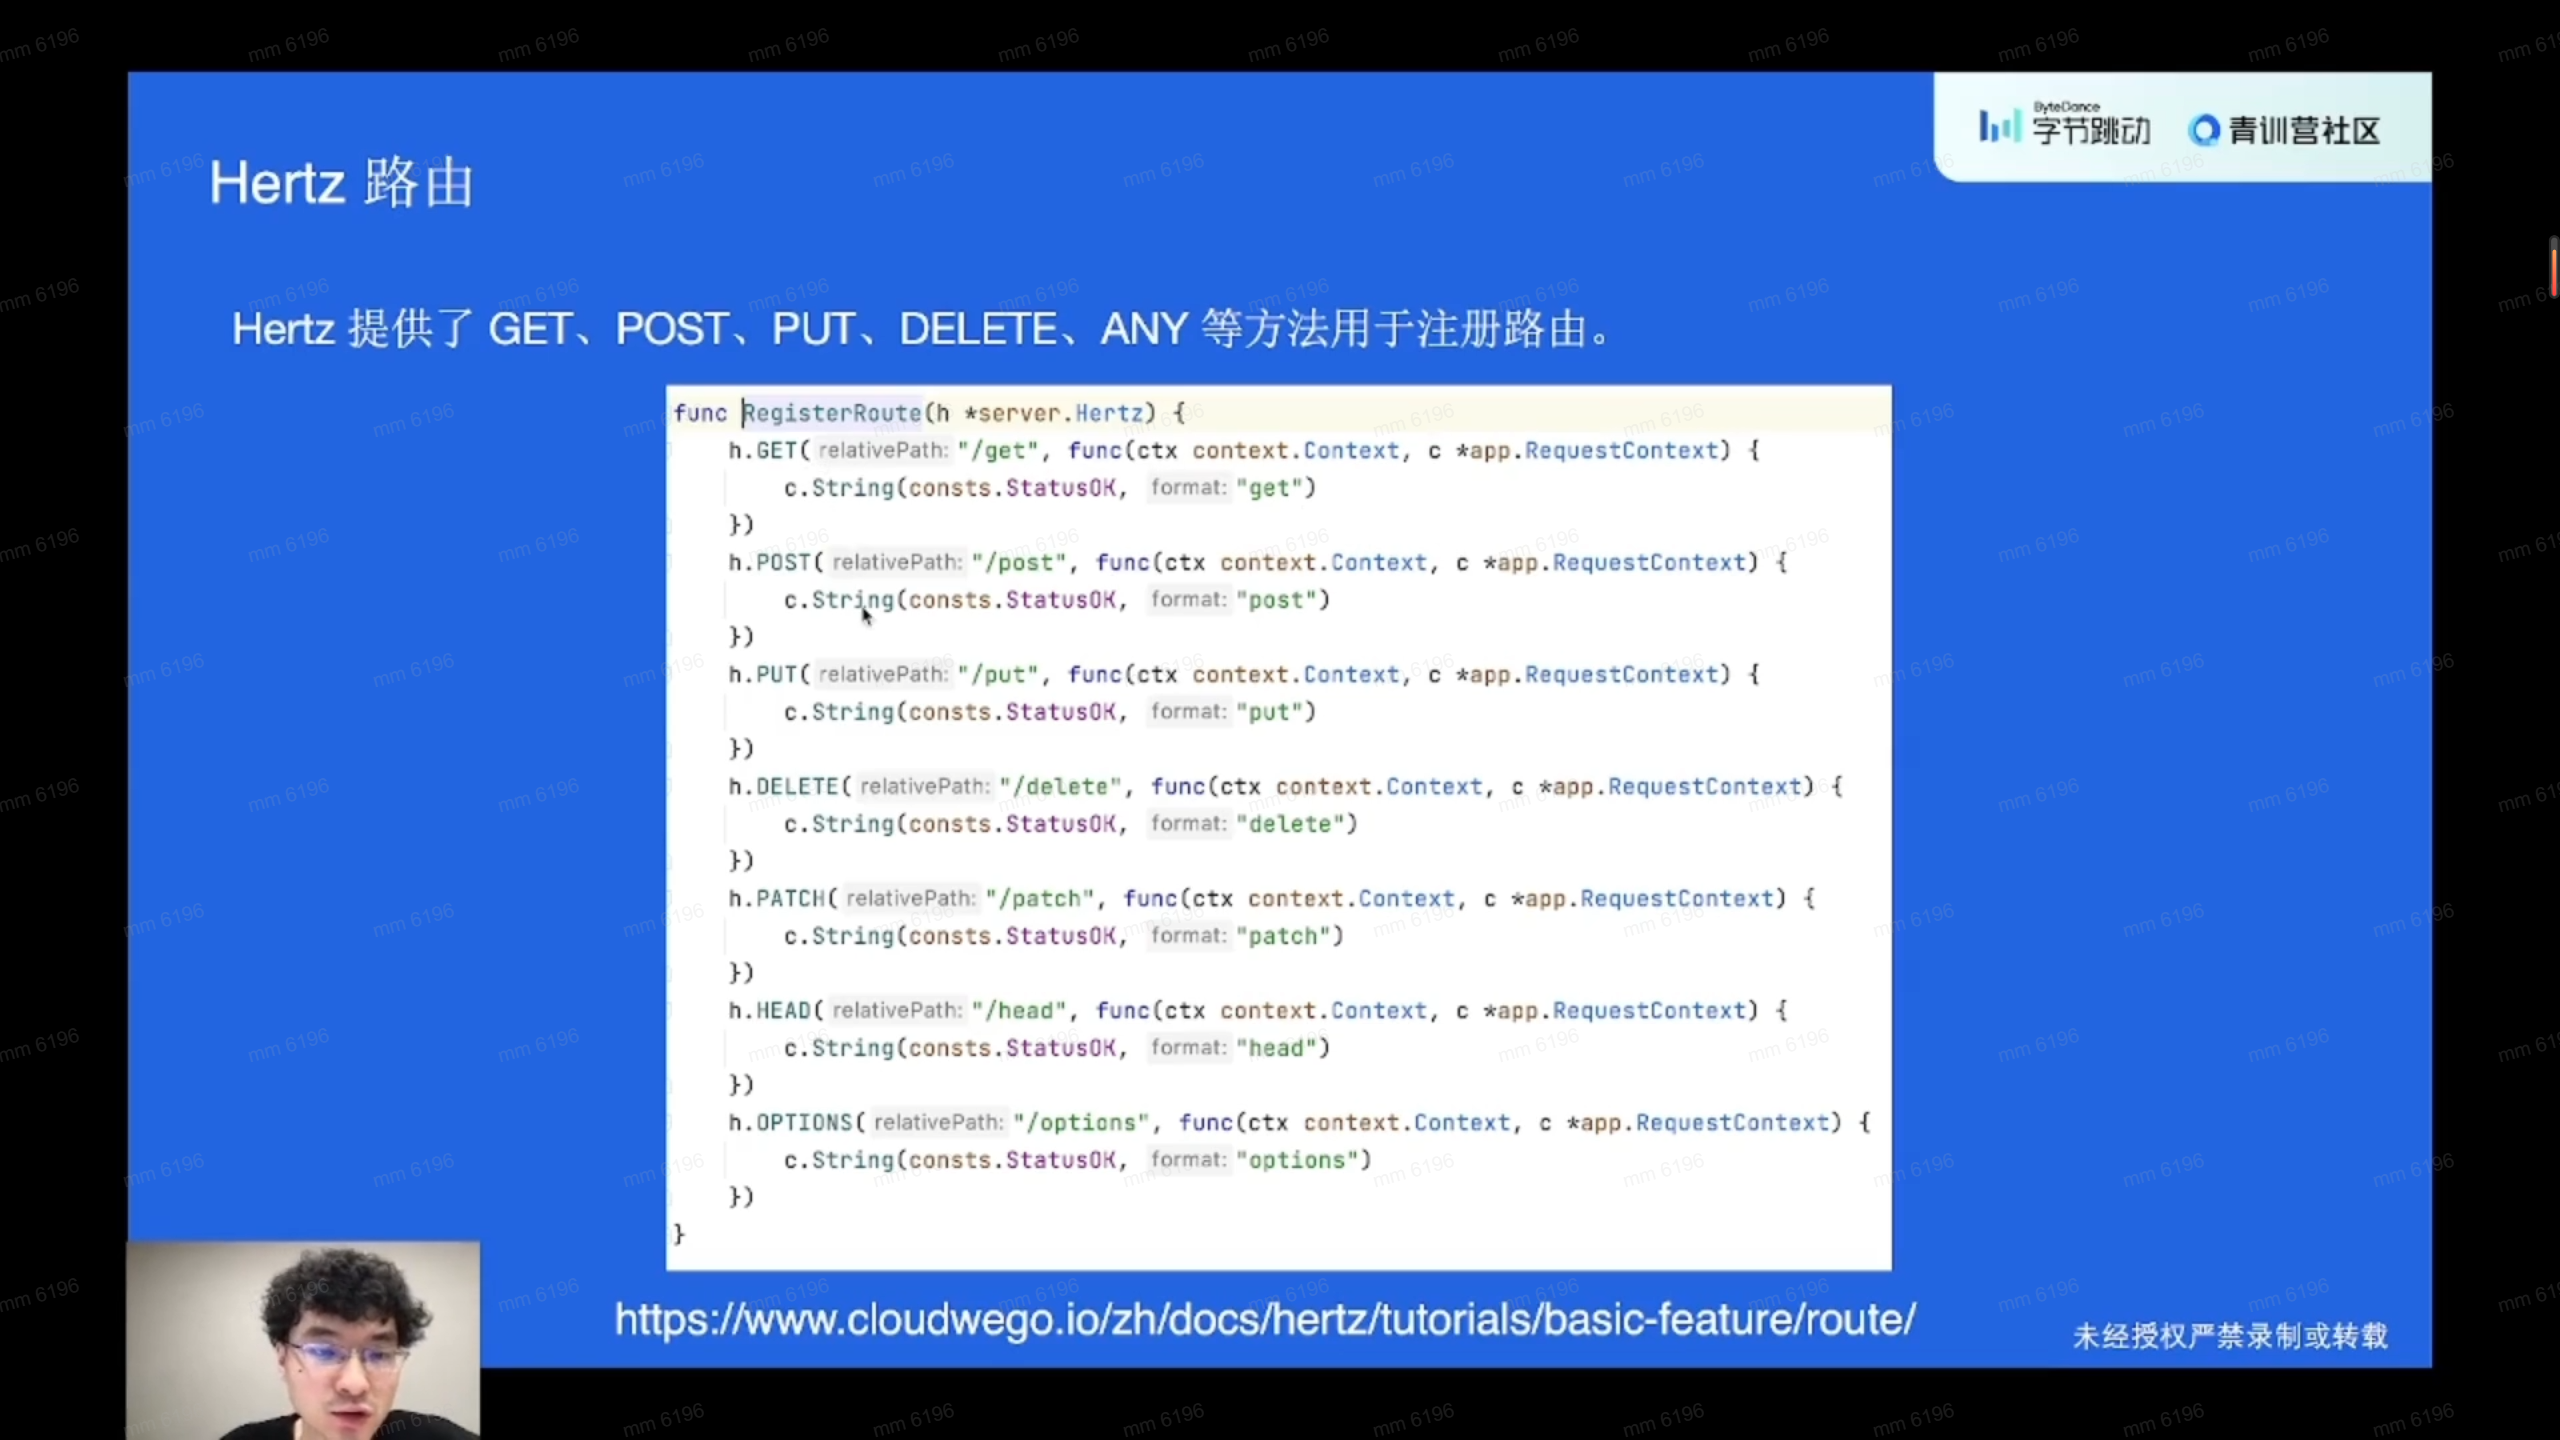 ByteDance
字节跳动 青训营社区
Hertz 路由
Hertz 提供了 GET、POST、PUT、DELETE、ANY 等方法用于注册路由。
func RegisterRoute(h *server.Hertz) {
h.GET( relativePath: "/get", func(ctx context.Context, c *app.RequestContext) {
c.String(consts.StatusOK, format: "get")
})
h.POST( relativePath: "/post", func(ctx context.Context, c *app.RequestContext) {
c.String(consts.StatusOK, format: "post")
})
h.PUT( relativePath: "/put", func(ctx context.Context, c *app.RequestContext) {
c.String(consts.StatusOK, format: "put")
})
h.DELETE( relativePath: "/delete", func(ctx context.Context, c *app.RequestContext) {
c.String(consts.StatusOK, format: "delete")
})
h.PATCH( relativePath: "/patch", func(ctx context.Context, c *app.RequestContext) {
c.String(consts.StatusOK, format: "patch")
})
h.HEAD( relativePath: "/head", func(ctx context.Context, c *app.RequestContext) {
c.String(consts.StatusOK, format: "head")
})
h.OPTIONS( relativePath: "/options", func(ctx context.Context, c *app.RequestContext) {
c.String(consts.StatusOK, format: "options")
})
}
https://www.cloudwego.io/zh/docs/hertz/tutorials/basic-feature/route/
未经授权严禁录制或转载
mm 6196